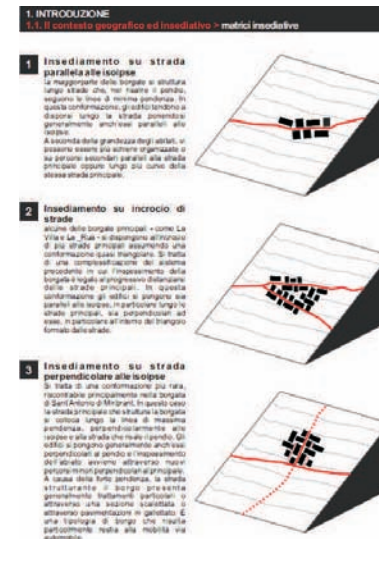 1. INTRODUZIONE
1.1. Il contesto geografico ed insediativo > matrici insediative
1
Insediamento su strada
parallela alle isoipse
la maggiorparte delle borgate si struttura
lungo strade che, nel risalire il pendio,
seguono le linee di minima pendenza. In
questa conformazione, gli edifici tendono a
disporsi lungo la strada ponendosi
generalmente anch'essi paralleli alle
isoipse.
A seconda della grandezza degli abitati, vi
possono essere più schiere organizzate o
su percorsi secondari paralleli alla strada
principale oppure lungo più curve della
stessa strada principale.
2
Insediamento su incrocio di
strade
alcune delle borgate principali - come La
Villa e La Rua - si dispongono all'incrocio
di più strade principali assumendo una
conformazione quasi triangolare. Si tratta
di una complessificazione del sistema
precedente in cui l'inspessimento della
borgata è legato al progressivo distanziarsi
delle strade principali. In questa
conformazione gli edifici si pongono sia
paralleli alle isoipse, in particolare lungo le
strade principali, sia perpendicolari ad
esse, in particolare all'interno del triangolo
formato dalle strade.
3
Insediamento su strada
perpendicolare alle isoipse
Si tratta di una conformazione più rara,
riscontrabile principalmente nella borgata
di Sant'Antonio di
In questo caso
la strada principale che struttura la borgata
si colloca lungo la linea di massima
pendenza, perpendicolarmente alle
isoipse e alla strada che risale il pendio. Gli
edifici si pongono generalmente anch'essi
perpendicolari al pendio e l'inspessimento
dell'abitato avviene attraverso nuovi
percorsi minori perpendicolari al principale.
A causa della forte pendenza, la strada
strutturante il borgo presenta
generalmente trattamenti particolari o
attraverso una sezione scalettata o
attraverso pavimentazioni in
È
una tipologia di borgo che risulta
particolarmente restia alla mobilità via
automobile.